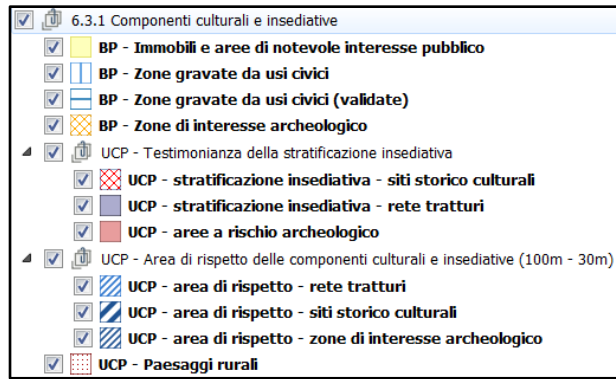 6.3.1 Componenti culturali e insediative
BP - Immobili e aree di notevole interesse pubblico
BP - Zone gravate da usi civici
BP - Zone gravate da usi civici (validate)
BP - Zone di interesse archeologico
UCP - Testimonianza della stratificazione insediativa
UCP - stratificazione insediativa - siti storico culturali
UCP - stratificazione insediativa - rete tratturi
UCP - aree a rischio archeologico
UCP - Area di rispetto delle componenti culturali e insediative (100m - 30m)
UCP - area di rispetto - rete tratturi
UCP - area di rispetto - siti storico culturali
UCP - area di rispetto - zone di interesse archeologico
UCP - Paesaggi rurali